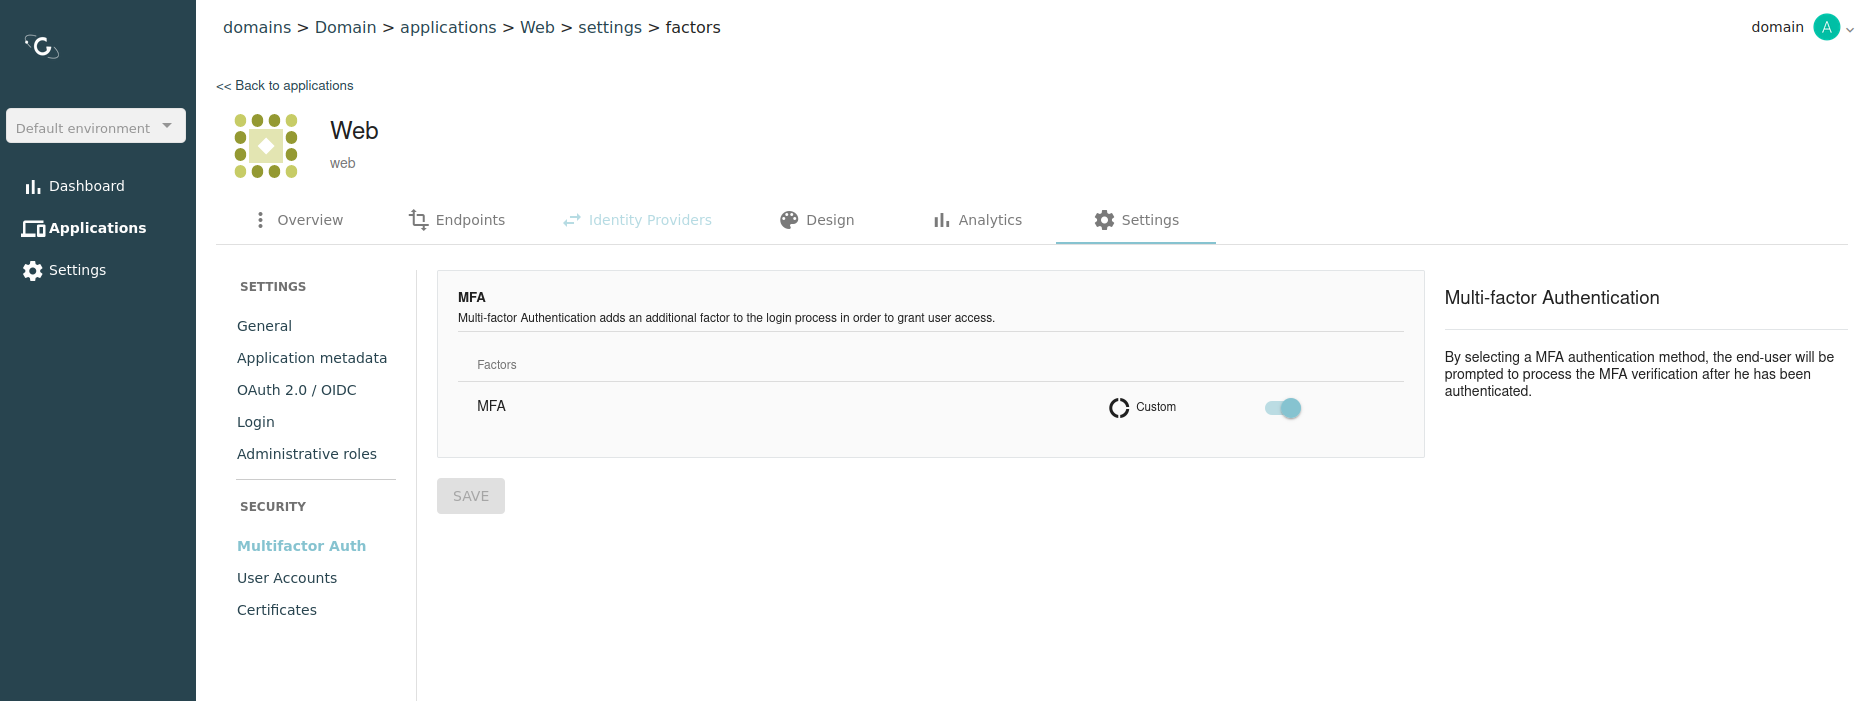 domains > Domain > applications > Web > settings > factors
domain A
<< Back to applications
Default environment
Web
web
Dashboard
Applications
Settings
Overview
Endpoints
Identity Providers
Design
Analytics
Settings
SETTINGS
General
Application metadata
OAuth 2.0 / OIDC
Login
Administrative roles
SECURITY
Multifactor Auth
User Accounts
Certificates
MFA
Multi-factor Authentication adds an additional factor to the login process in order to grant user access.
Factors
MFA Custom
SAVE
Multi-factor Authentication
By selecting a MFA authentication method, the end-user will be
prompted to process the MFA verification after he has been
authenticated.